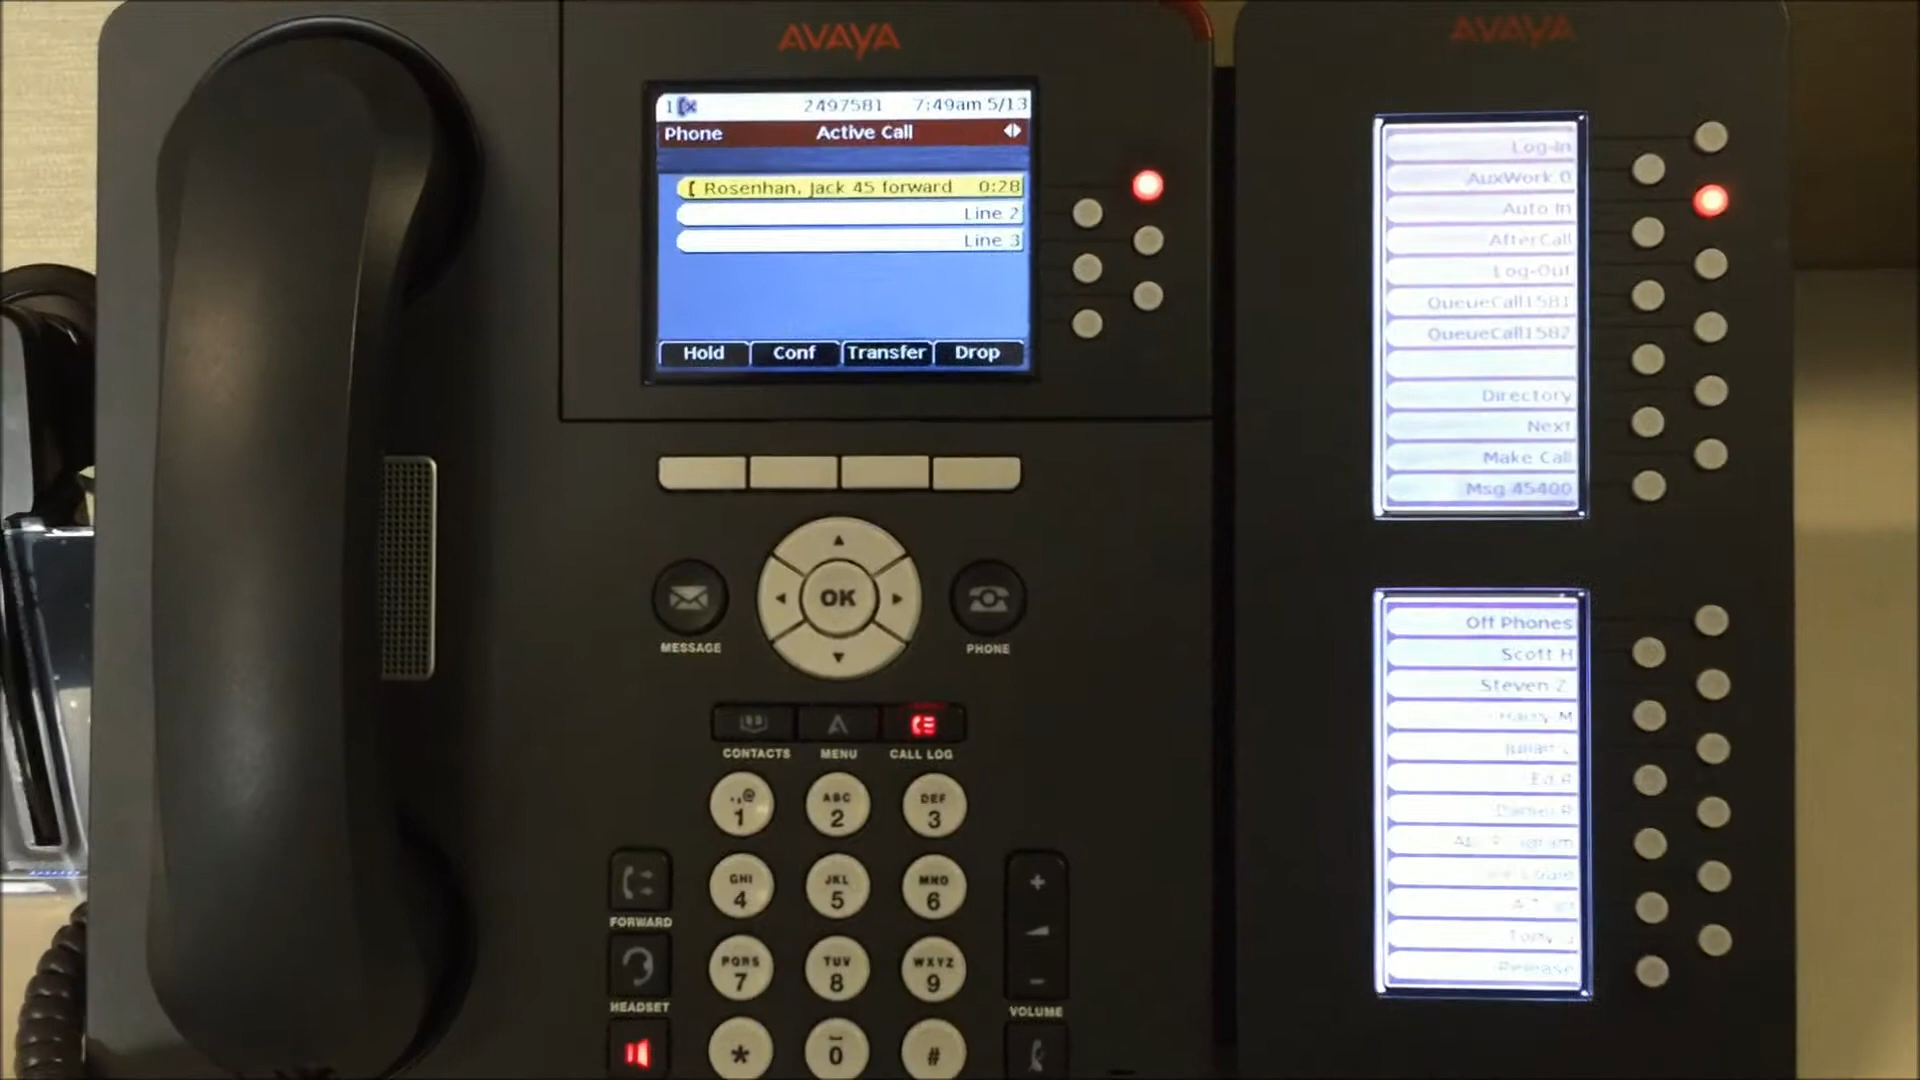 AVAYA
AVAYA
1 2497581 7:49am 5/13
Phone Active Call
Rosenhan, Jack 45 forward 0:28
Line 2
Line 3
Hold Conf Transfer Drop
OK
MESSAGE PHONE
CONTACTS MENU CALL LOG
.,@ 1 ABC 2 DEF 3
GHI 4 JKL 5 MNO 6
FORWARD
PQRS 7 TUV 8 WXYZ 9
HEADSET
+
-
VOLUME
* 0 #
Log-In
AuxWork 0
Auto In
AfterCall
Log-Out
QueueCall1581
QueueCall1582
Directory
Next
Make Call
Msg 45400
Off Phones
Scott H
Steven Z
Harry M
Release